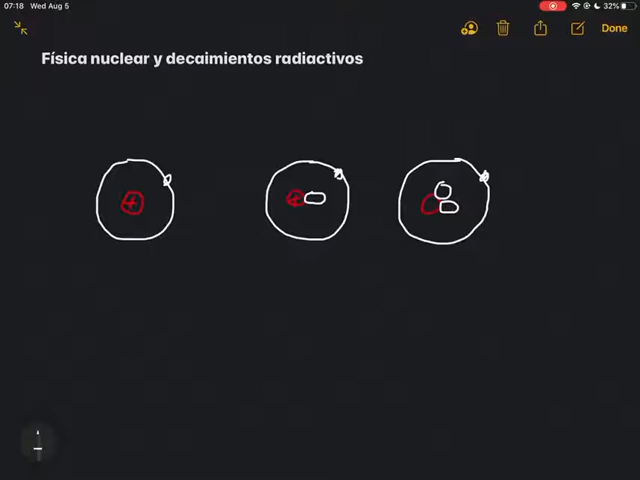 07:18 Wed Aug 5
32%
Done
Física nuclear y decaimientos radiactivos
+ +